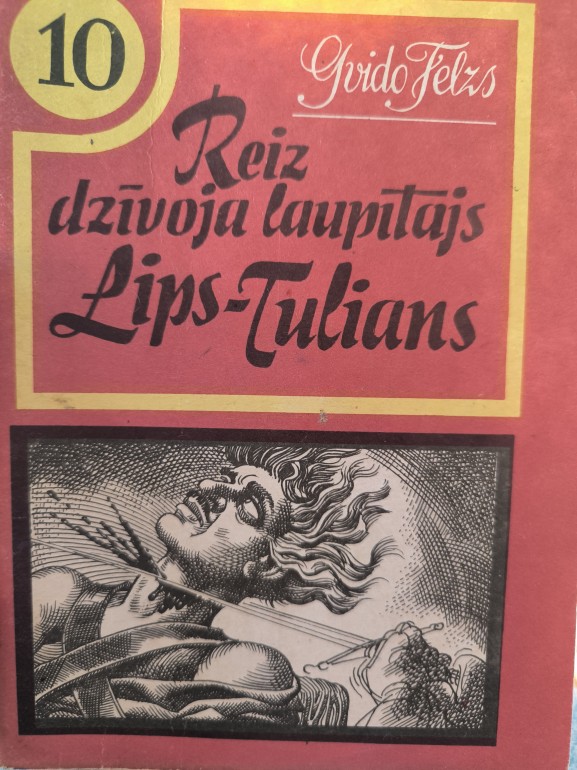 10
Gvido Felzs
Reiz
dzīvoja laupītājs
Lips-Tulians